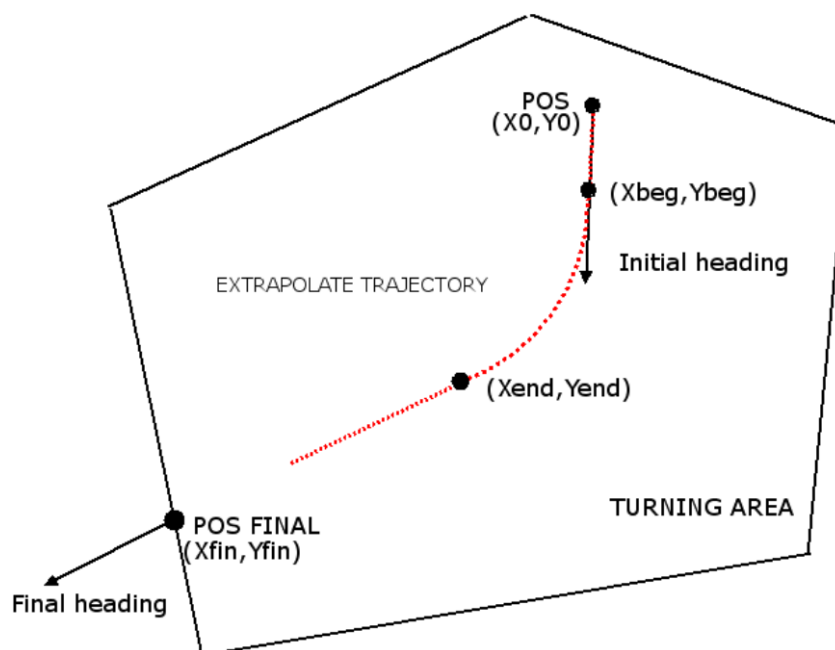 POS
(X0,Y0)
(Xbeg,Ybeg)
Initial heading
EXTRAPOLATE TRAJECTORY
(Xend,Yend)
TURNING AREA
POS FINAL
(Xfin,Yfin)
Final heading